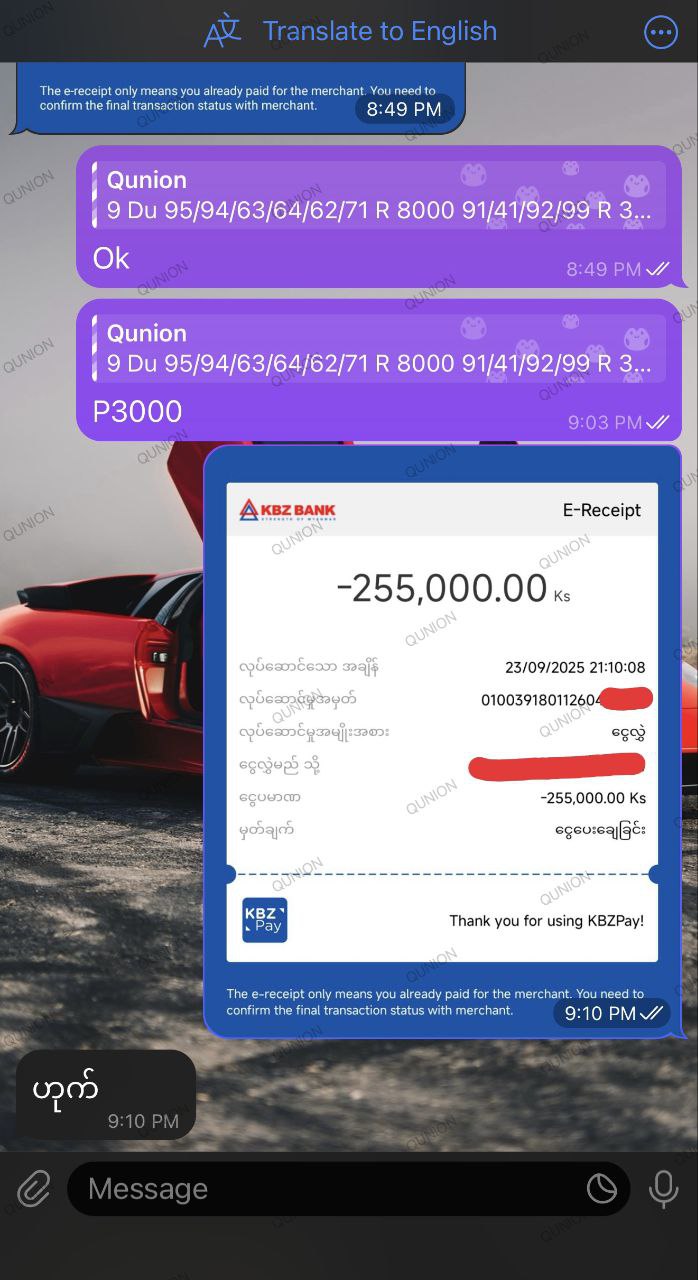 Translate to English
The e-receipt only means you already paid for the merchant. You need to
confirm the final transaction status with merchant.
8:49 PM
Qunion
9 Du 95/94/63/64/62/71 R 8000 91/41/92/99 R 3...
Ok
8:49 PM
Qunion
9 Du 95/94/63/64/62/71 R 8000 91/41/92/99 R 3...
P3000
9:03 PM
KBZ BANK
STRENGTH OF MYANMAR
E-Receipt
-255,000.00 Ks
လုပ်ဆောင်သော အချိန် 23/09/2025 21:10:08
လုပ်ဆောင်မှုအမှတ် 010039180112604
လုပ်ဆောင်မှုအမျိုးအစား ငွေလွှဲ
ငွေလွှဲမည် သို့
ငွေပမာဏ -255,000.00 Ks
မှတ်ချက် ငွေပေးချေခြင်း
KBZ
Pay
Thank you for using KBZPay!
The e-receipt only means you already paid for the merchant. You need to
confirm the final transaction status with merchant.
9:10 PM
ဟုက်
9:10 PM
Message
QUNION